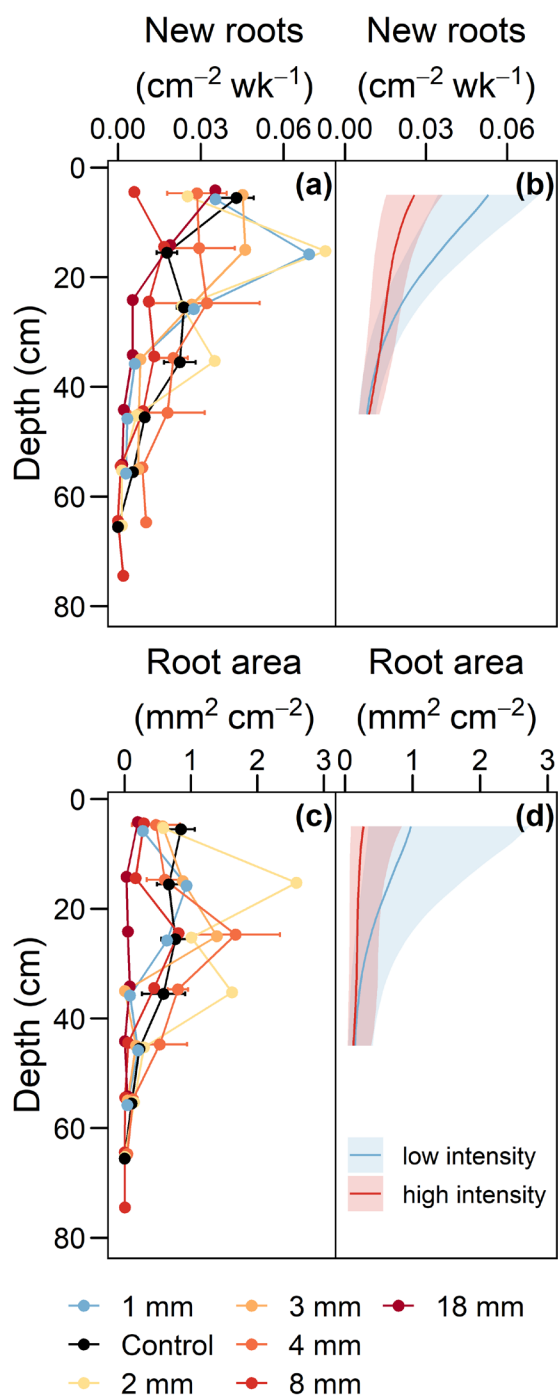 New roots New roots
(cm⁻² wk⁻¹) (cm⁻² wk⁻¹)
0.00 0.03 0.06 0.00 0.03 0.06
0
(a) (b)
20
40
60
80
Depth (cm)
Root area Root area
(mm² cm⁻²) (mm² cm⁻²)
0 1 2 3 0 1 2 3
0
(c) (d)
20
40
60
80
Depth (cm)
low intensity
high intensity
1 mm 3 mm 18 mm
Control 4 mm
2 mm 8 mm